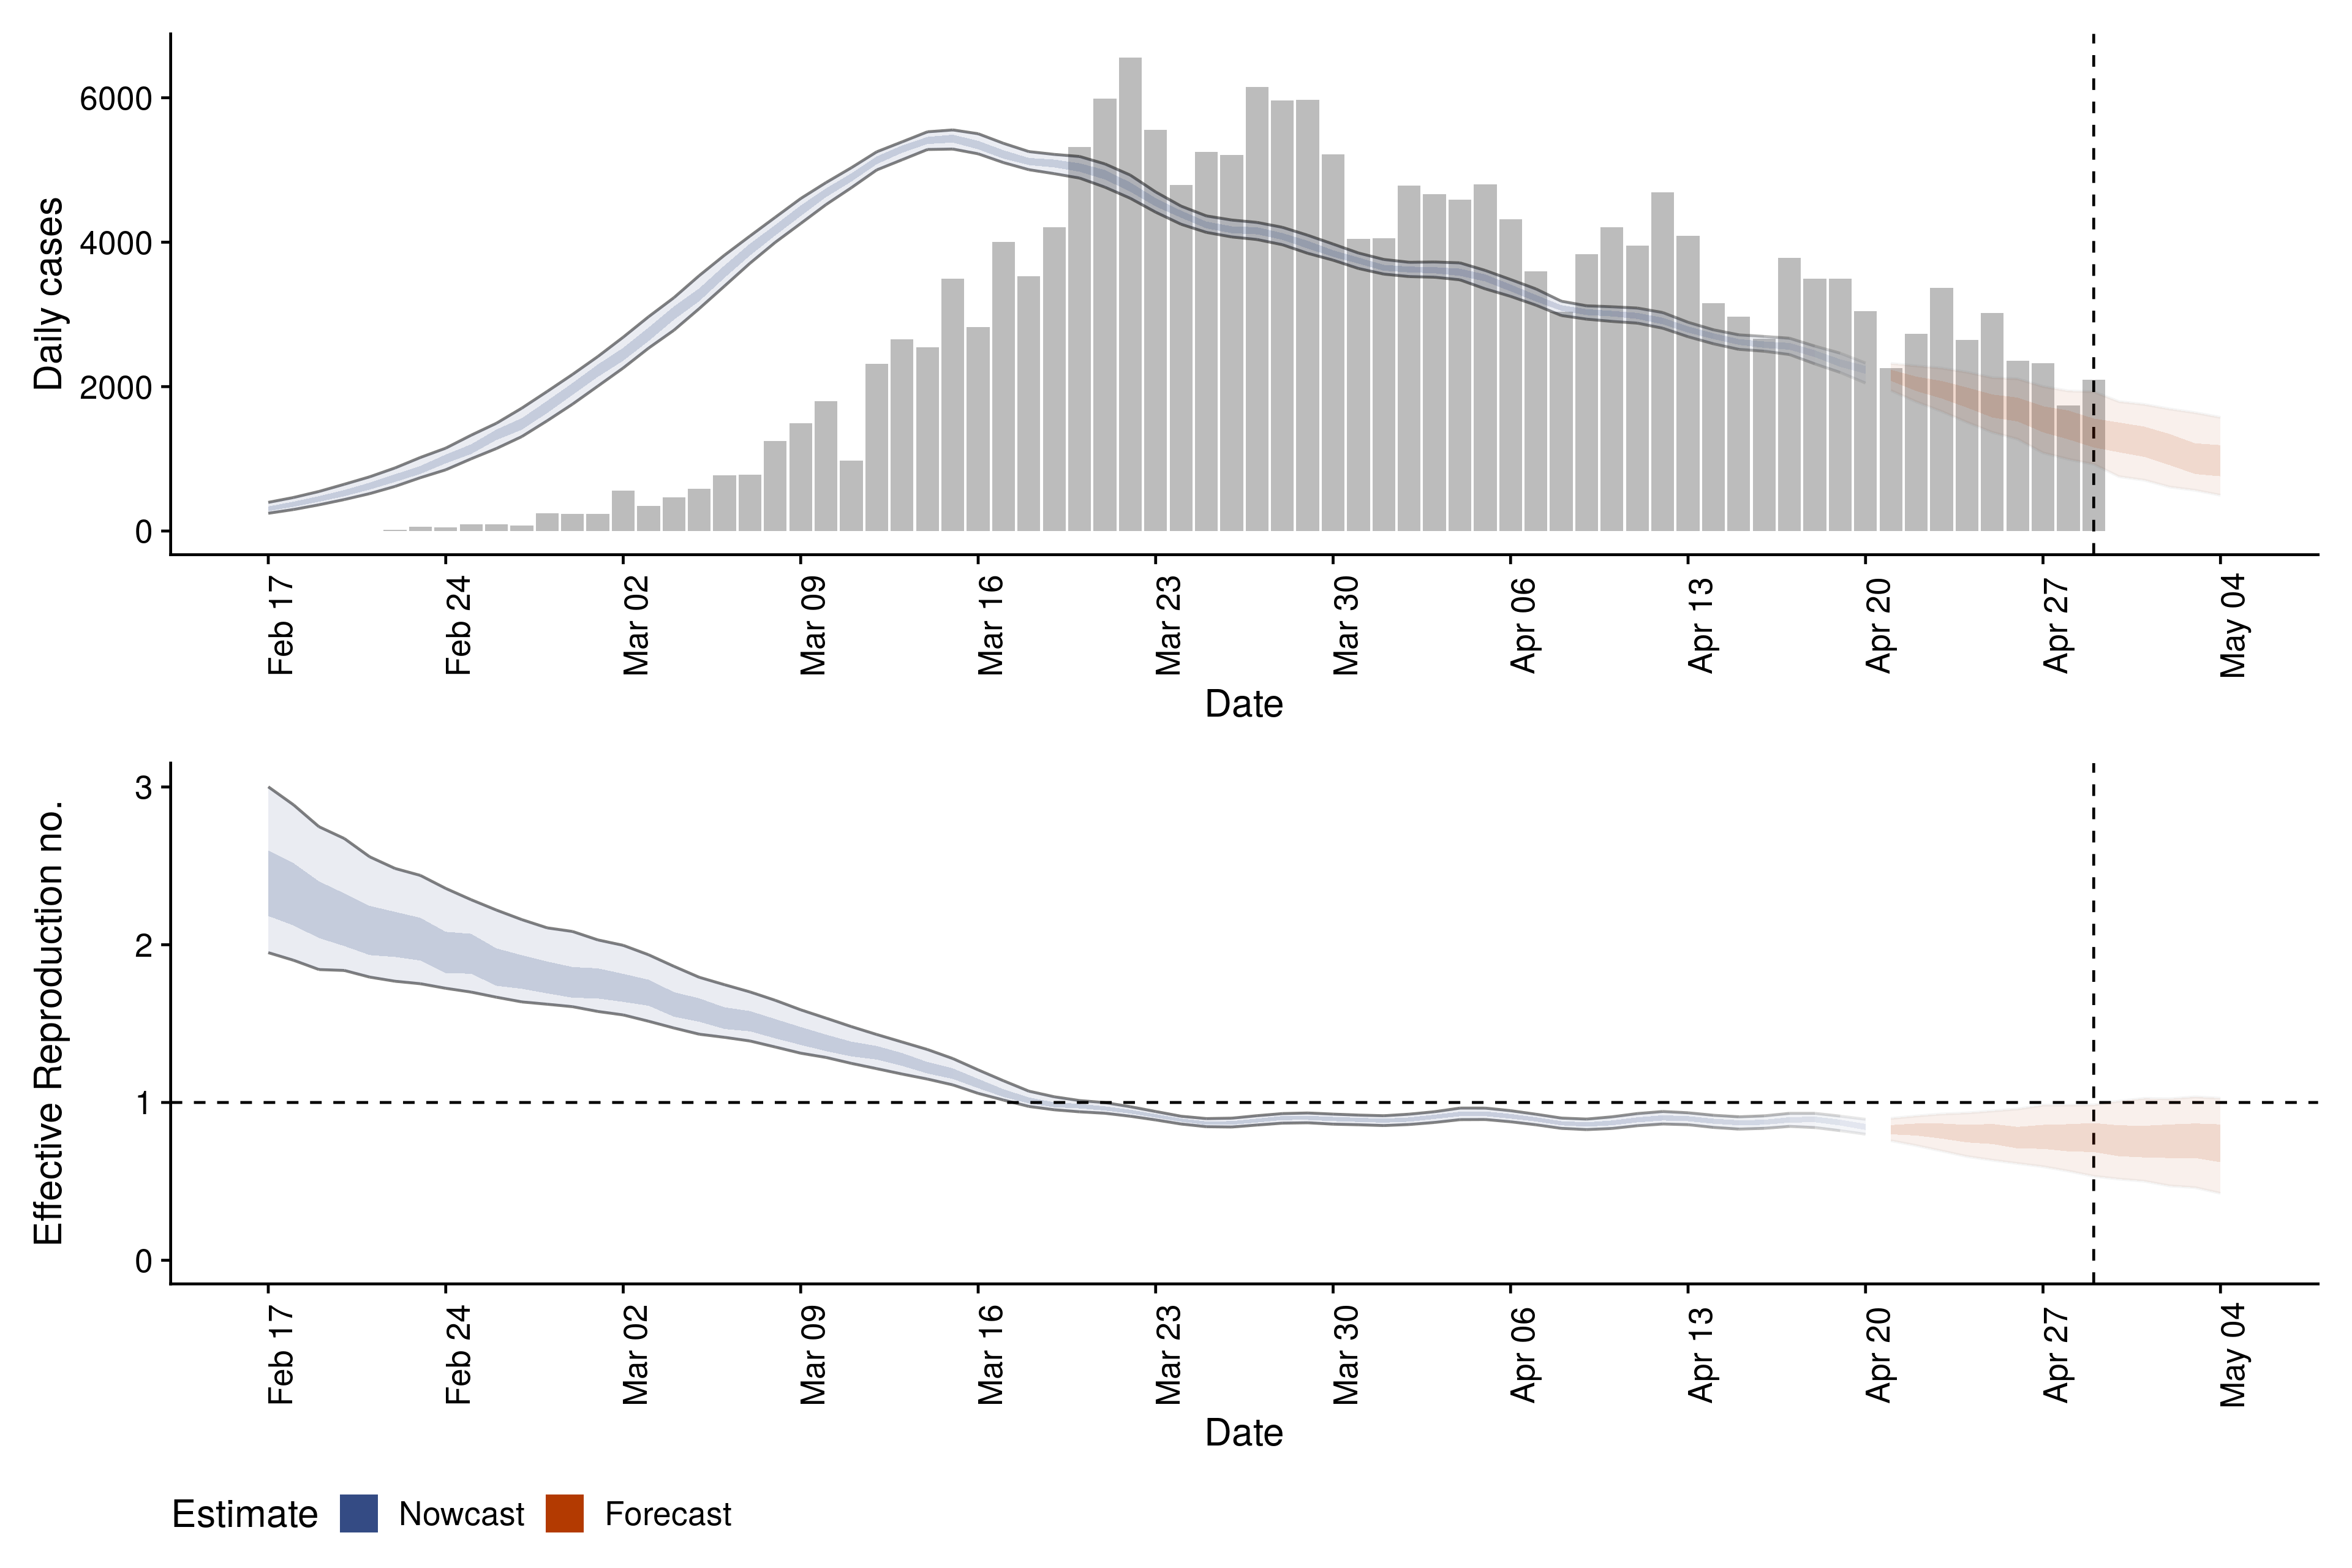 Daily cases
6000
4000
2000
0
Feb 17 Feb 24 Mar 02 Mar 09 Mar 16 Mar 23 Mar 30 Apr 06 Apr 13 Apr 20 Apr 27 May 04
Date
Effective Reproduction no.
3
2
1
0
Feb 17 Feb 24 Mar 02 Mar 09 Mar 16 Mar 23 Mar 30 Apr 06 Apr 13 Apr 20 Apr 27 May 04
Date
Estimate Nowcast Forecast